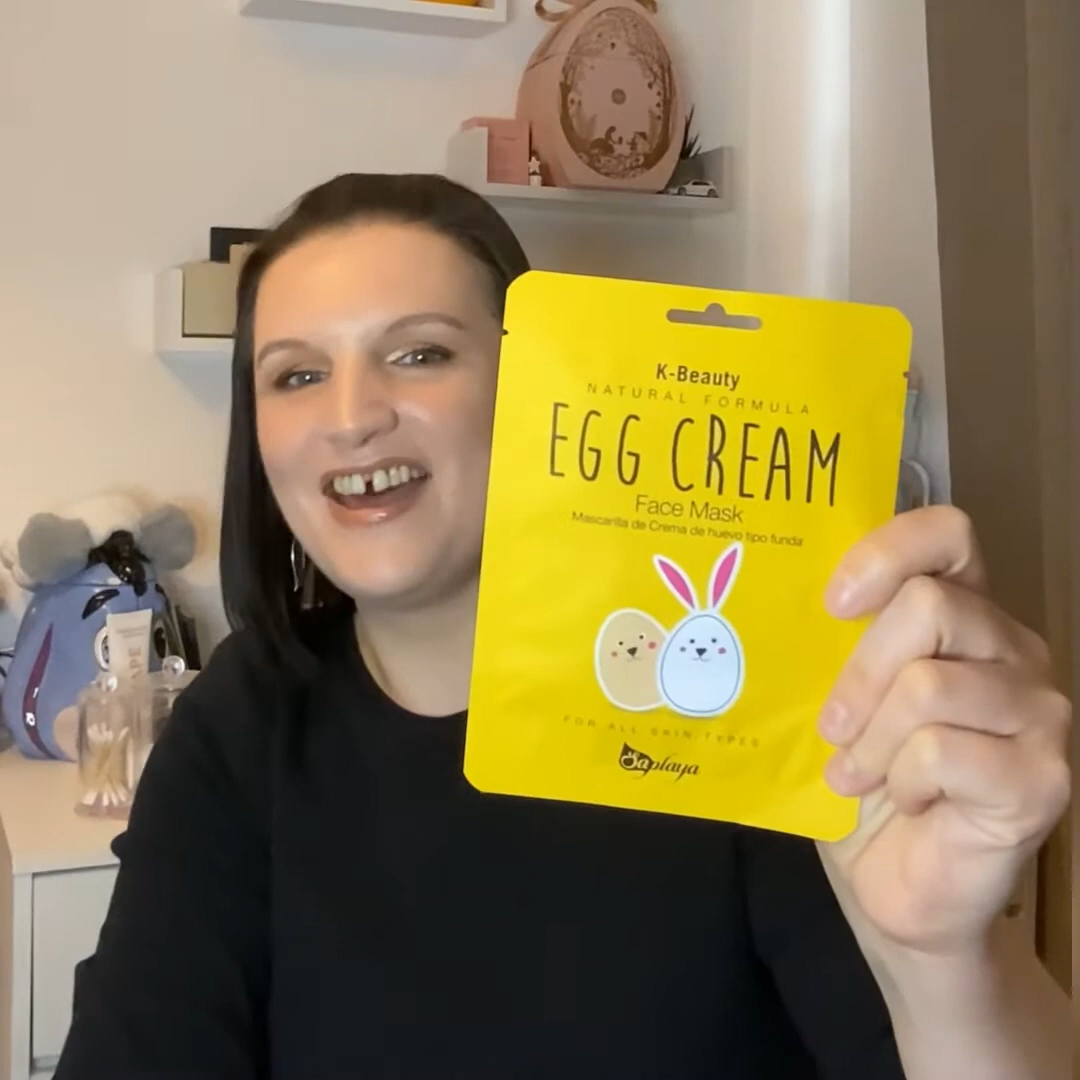 K-Beauty
NATURAL FORMULA
EGG CREAM
Face Mask
Mascarilla de Crema de huevo tipo funda
FOR ALL SKIN TYPES
Saplaya